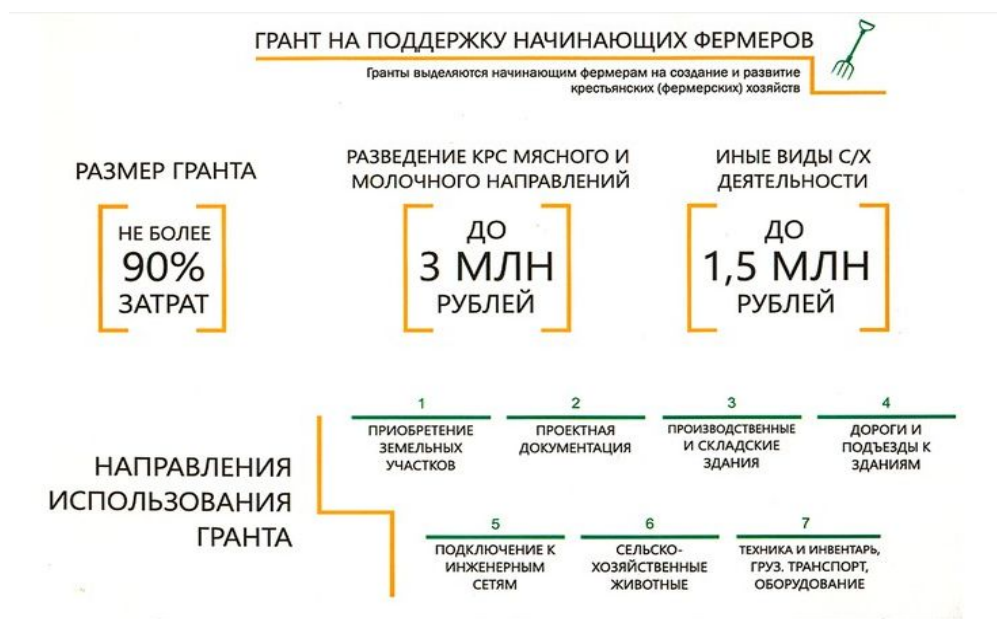 ГРАНТ НА ПОДДЕРЖКУ НАЧИНАЮЩИХ ФЕРМЕРОВ
Гранты выделяются начинающим фермерам на создание и развитие
крестьянских (фермерских) хозяйств
РАЗМЕР ГРАНТА
НЕ БОЛЕЕ
90%
ЗАТРАТ
РАЗВЕДЕНИЕ КРС МЯСНОГО И
МОЛОЧНОГО НАПРАВЛЕНИЙ
ДО
3 МЛН
РУБЛЕЙ
ИНЫЕ ВИДЫ С/Х
ДЕЯТЕЛЬНОСТИ
ДО
1,5 МЛН
РУБЛЕЙ
НАПРАВЛЕНИЯ
ИСПОЛЬЗОВАНИЯ
ГРАНТА
1
ПРИОБРЕТЕНИЕ
ЗЕМЕЛЬНЫХ
УЧАСТКОВ
2
ПРОЕКТНАЯ
ДОКУМЕНТАЦИЯ
3
ПРОИЗВОДСТВЕННЫЕ
И СКЛАДСКИЕ
ЗДАНИЯ
4
ДОРОГИ И
ПОДЪЕЗДЫ К
ЗДАНИЯМ
5
ПОДКЛЮЧЕНИЕ К
ИНЖЕНЕРНЫМ
СЕТЯМ
6
СЕЛЬСКО-
ХОЗЯЙСТВЕННЫЕ
ЖИВОТНЫЕ
7
ТЕХНИКА И ИНВЕНТАРЬ,
ГРУЗ. ТРАНСПОРТ,
ОБОРУДОВАНИЕ